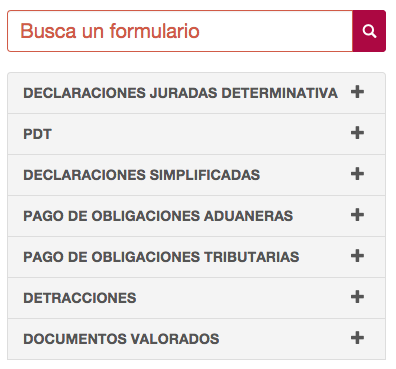 Busca un formulario
DECLARACIONES JURADAS DETERMINATIVA
PDT
DECLARACIONES SIMPLIFICADAS
PAGO DE OBLIGACIONES ADUANERAS
PAGO DE OBLIGACIONES TRIBUTARIAS
DETRACCIONES
DOCUMENTOS VALORADOS